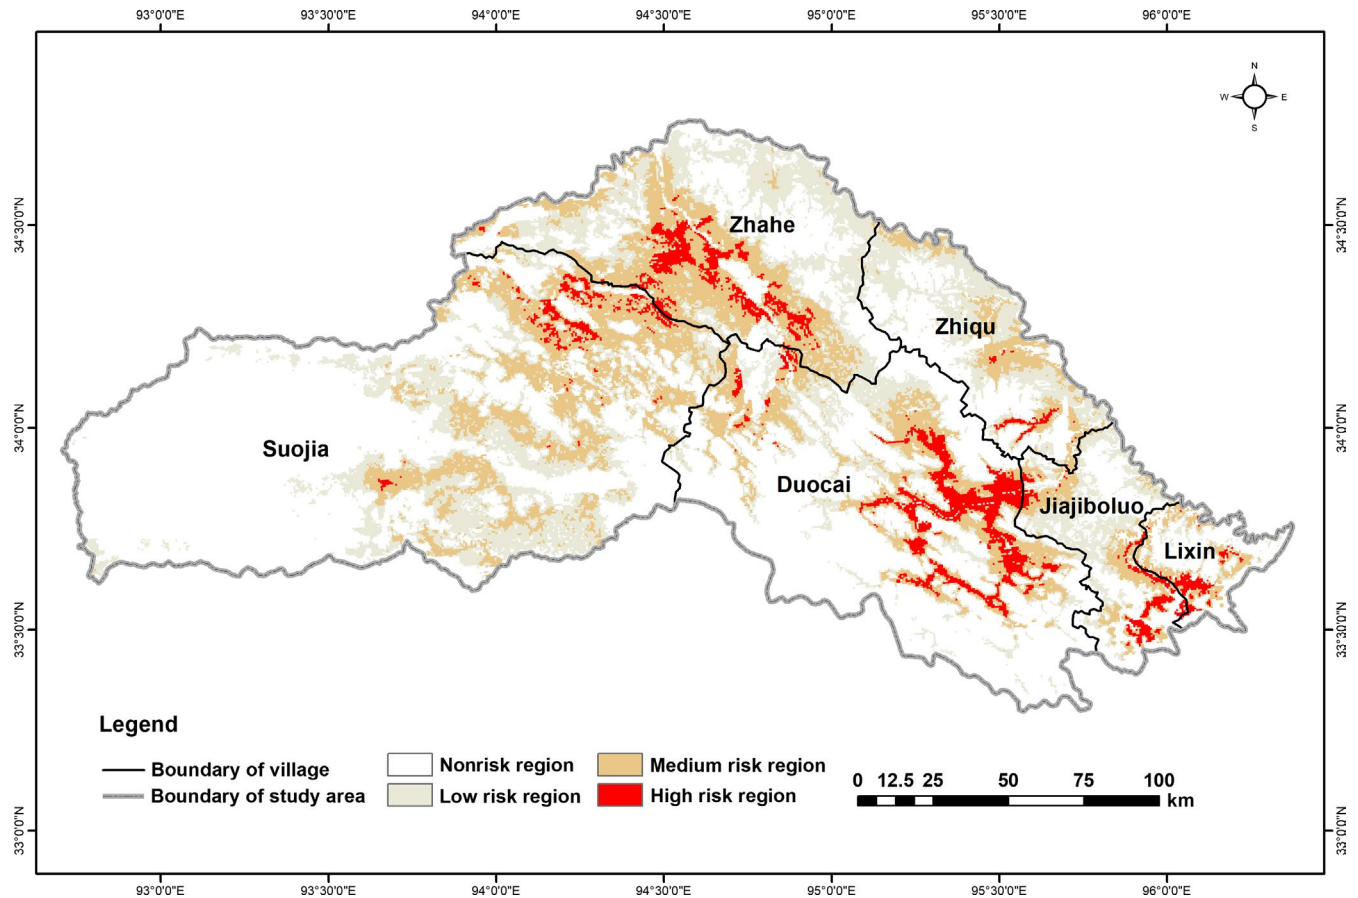 93°0'0"E 93°30'0"E 94°0'0"E 94°30'0"E 95°0'0"E 95°30'0"E 96°0'0"E
N
W E
S
34°30'0"N 34°30'0"N
Zhahe
Zhiqu
34°0'0"N 34°0'0"N
Suojia
Duocai
Jiajiboluo
Lixin
33°30'0"N 33°30'0"N
Legend
Boundary of village
Boundary of study area
Nonrisk region
Low risk region
Medium risk region
High risk region
0 12.5 25 50 75 100
km
33°0'0"N 33°0'0"N
93°0'0"E 93°30'0"E 94°0'0"E 94°30'0"E 95°0'0"E 95°30'0"E 96°0'0"E